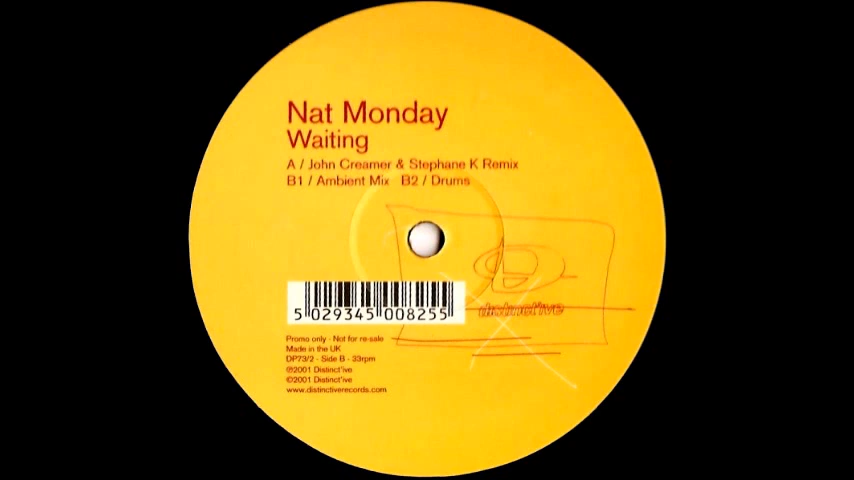 Nat Monday
Waiting
A / John Creamer & Stephane K Remix
B1 / Ambient Mix B2 / Drums
distinct'ive
5 029345 008255
Promo only - Not for re-sale
Made in the UK
DP73/2 - Side B - 33rpm
℗2001 Distinct'ive
©2001 Distinct'ive
www.distinctiverecords.com